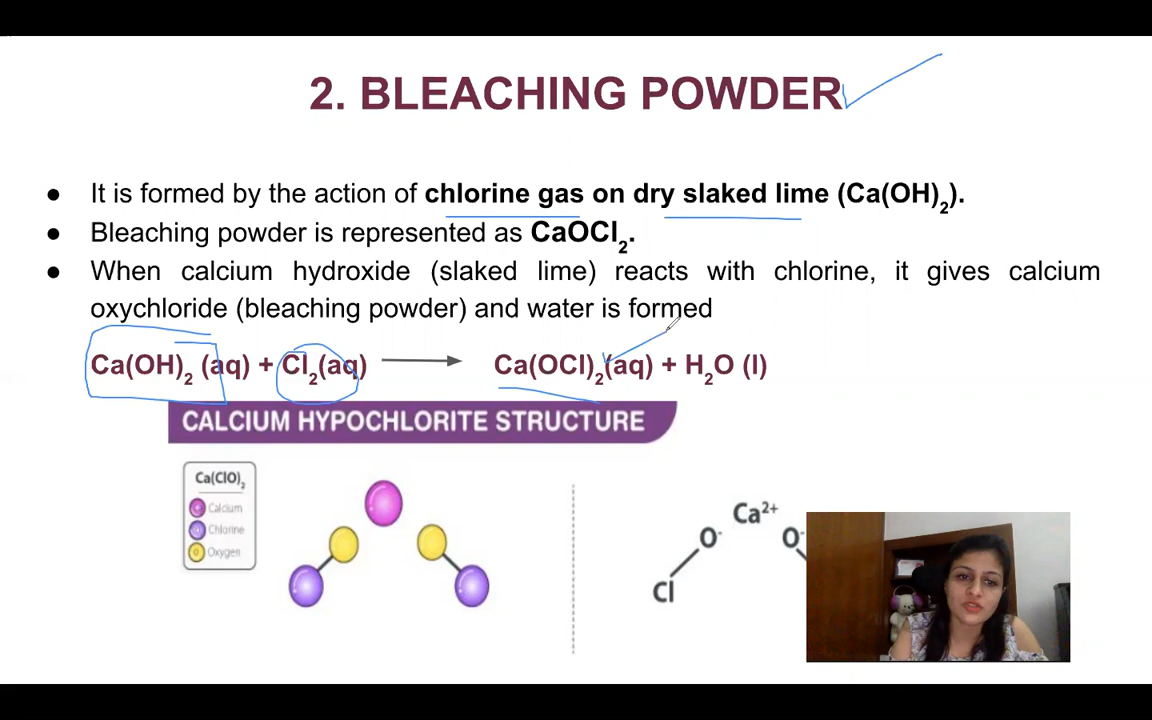 2. BLEACHING POWDER
● It is formed by the action of chlorine gas on dry slaked lime (Ca(OH)₂).
● Bleaching powder is represented as CaOCl₂.
● When calcium hydroxide (slaked lime) reacts with chlorine, it gives calcium
oxychloride (bleaching powder) and water is formed
Ca(OH)₂ (aq) + Cl₂(aq) ⟶ Ca(OCl)₂(aq) + H₂O (l)
CALCIUM HYPOCHLORITE STRUCTURE
Ca(ClO)₂
Calcium
Chlorine
Oxygen
Ca²⁺
O⁻ O⁻
Cl